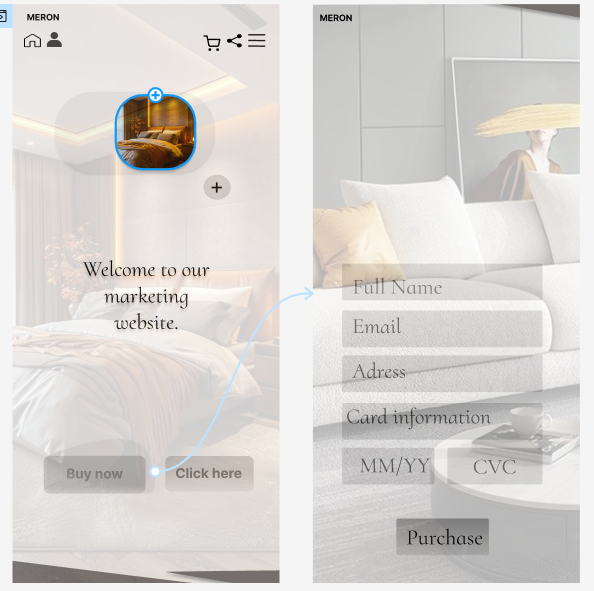 MERON
Welcome to our
marketing
website.
Buy now
Click here
MERON
Full Name
Email
Adress
Card information
MM/YY
CVC
Purchase